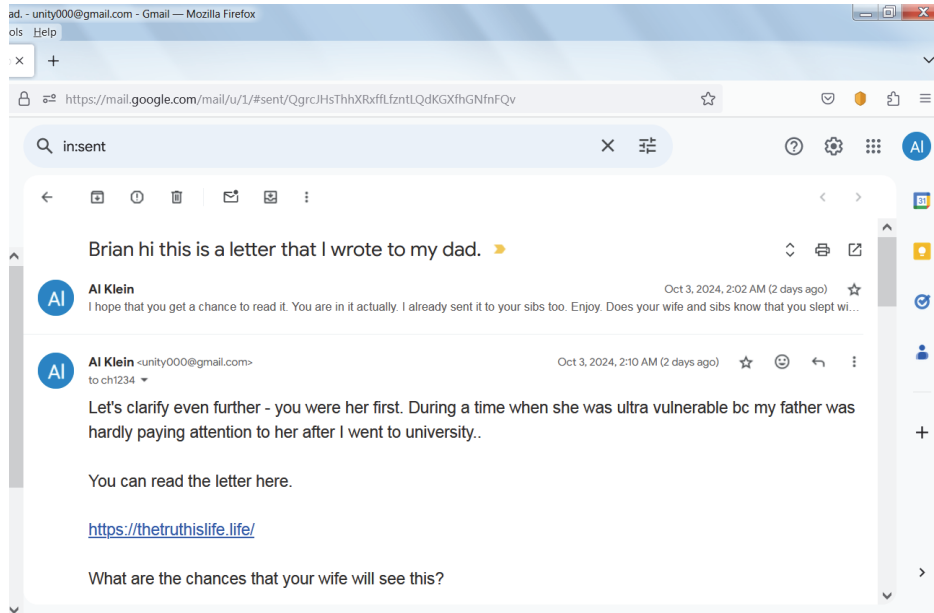 ad. - unity000@gmail.com - Gmail — Mozilla Firefox
ols Help
https://mail.google.com/mail/u/1/#sent/QgrcJHsThhXRxffLfzntLQdKGXfhGNfnFQv
in:sent
Al
31
Brian hi this is a letter that I wrote to my dad.
Al
Al Klein
Oct 3, 2024, 2:02 AM (2 days ago)
I hope that you get a chance to read it. You are in it actually. I already sent it to your sibs too. Enjoy. Does your wife and sibs know that you slept wi...
Al
Al Klein <unity000@gmail.com>
Oct 3, 2024, 2:10 AM (2 days ago)
to ch1234
Let's clarify even further - you were her first. During a time when she was ultra vulnerable bc my father was
hardly paying attention to her after I went to university..
You can read the letter here.
https://thetruthislife.life/
What are the chances that your wife will see this?